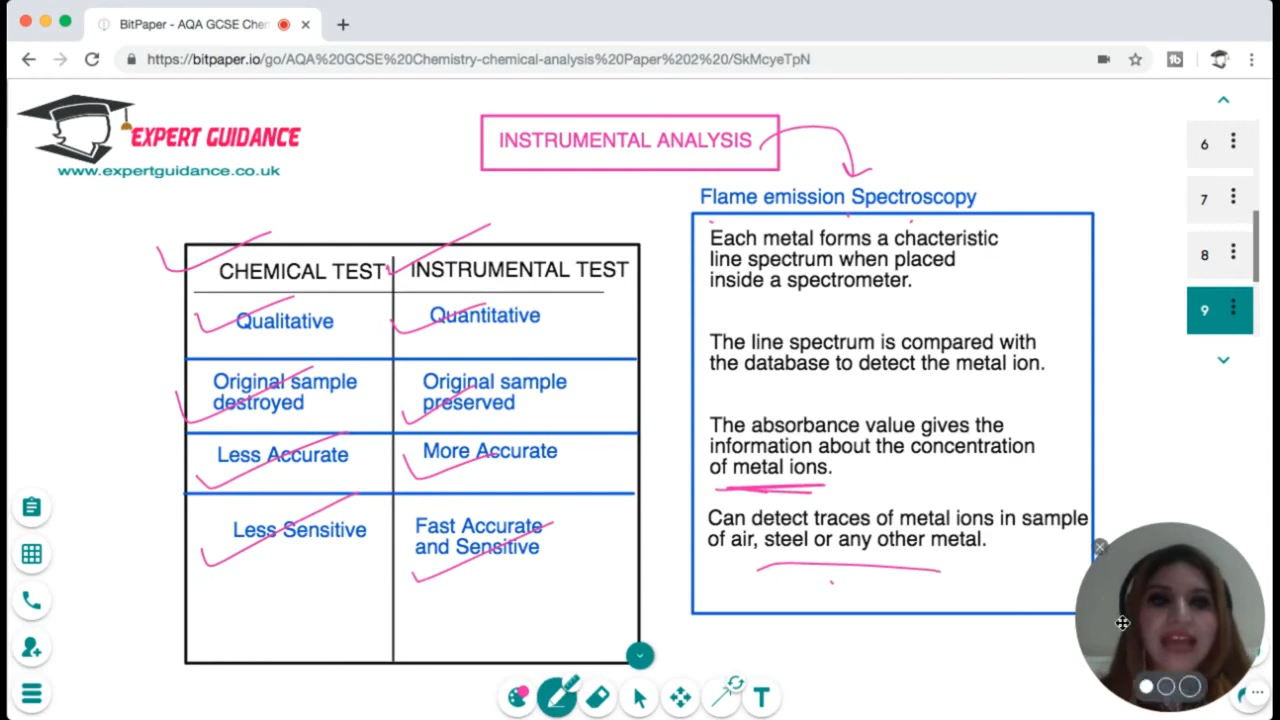 BitPaper - AQA GCSE Chem
https://bitpaper.io/go/AQA%20GCSE%20Chemistry-chemical-analysis%20Paper%202%20/SkMcyeTpN
EXPERT GUIDANCE
www.expertguidance.co.uk
INSTRUMENTAL ANALYSIS
CHEMICAL TEST
INSTRUMENTAL TEST
Qualitative
Quantitative
Original sample
destroyed
Original sample
preserved
Less Accurate
More Accurate
Less Sensitive
Fast Accurate
and Sensitive
Flame emission Spectroscopy
Each metal forms a chacteristic
line spectrum when placed
inside a spectrometer.
The line spectrum is compared with
the database to detect the metal ion.
The absorbance value gives the
information about the concentration
of metal ions.
Can detect traces of metal ions in sample
of air, steel or any other metal.
6
7
8
9
T